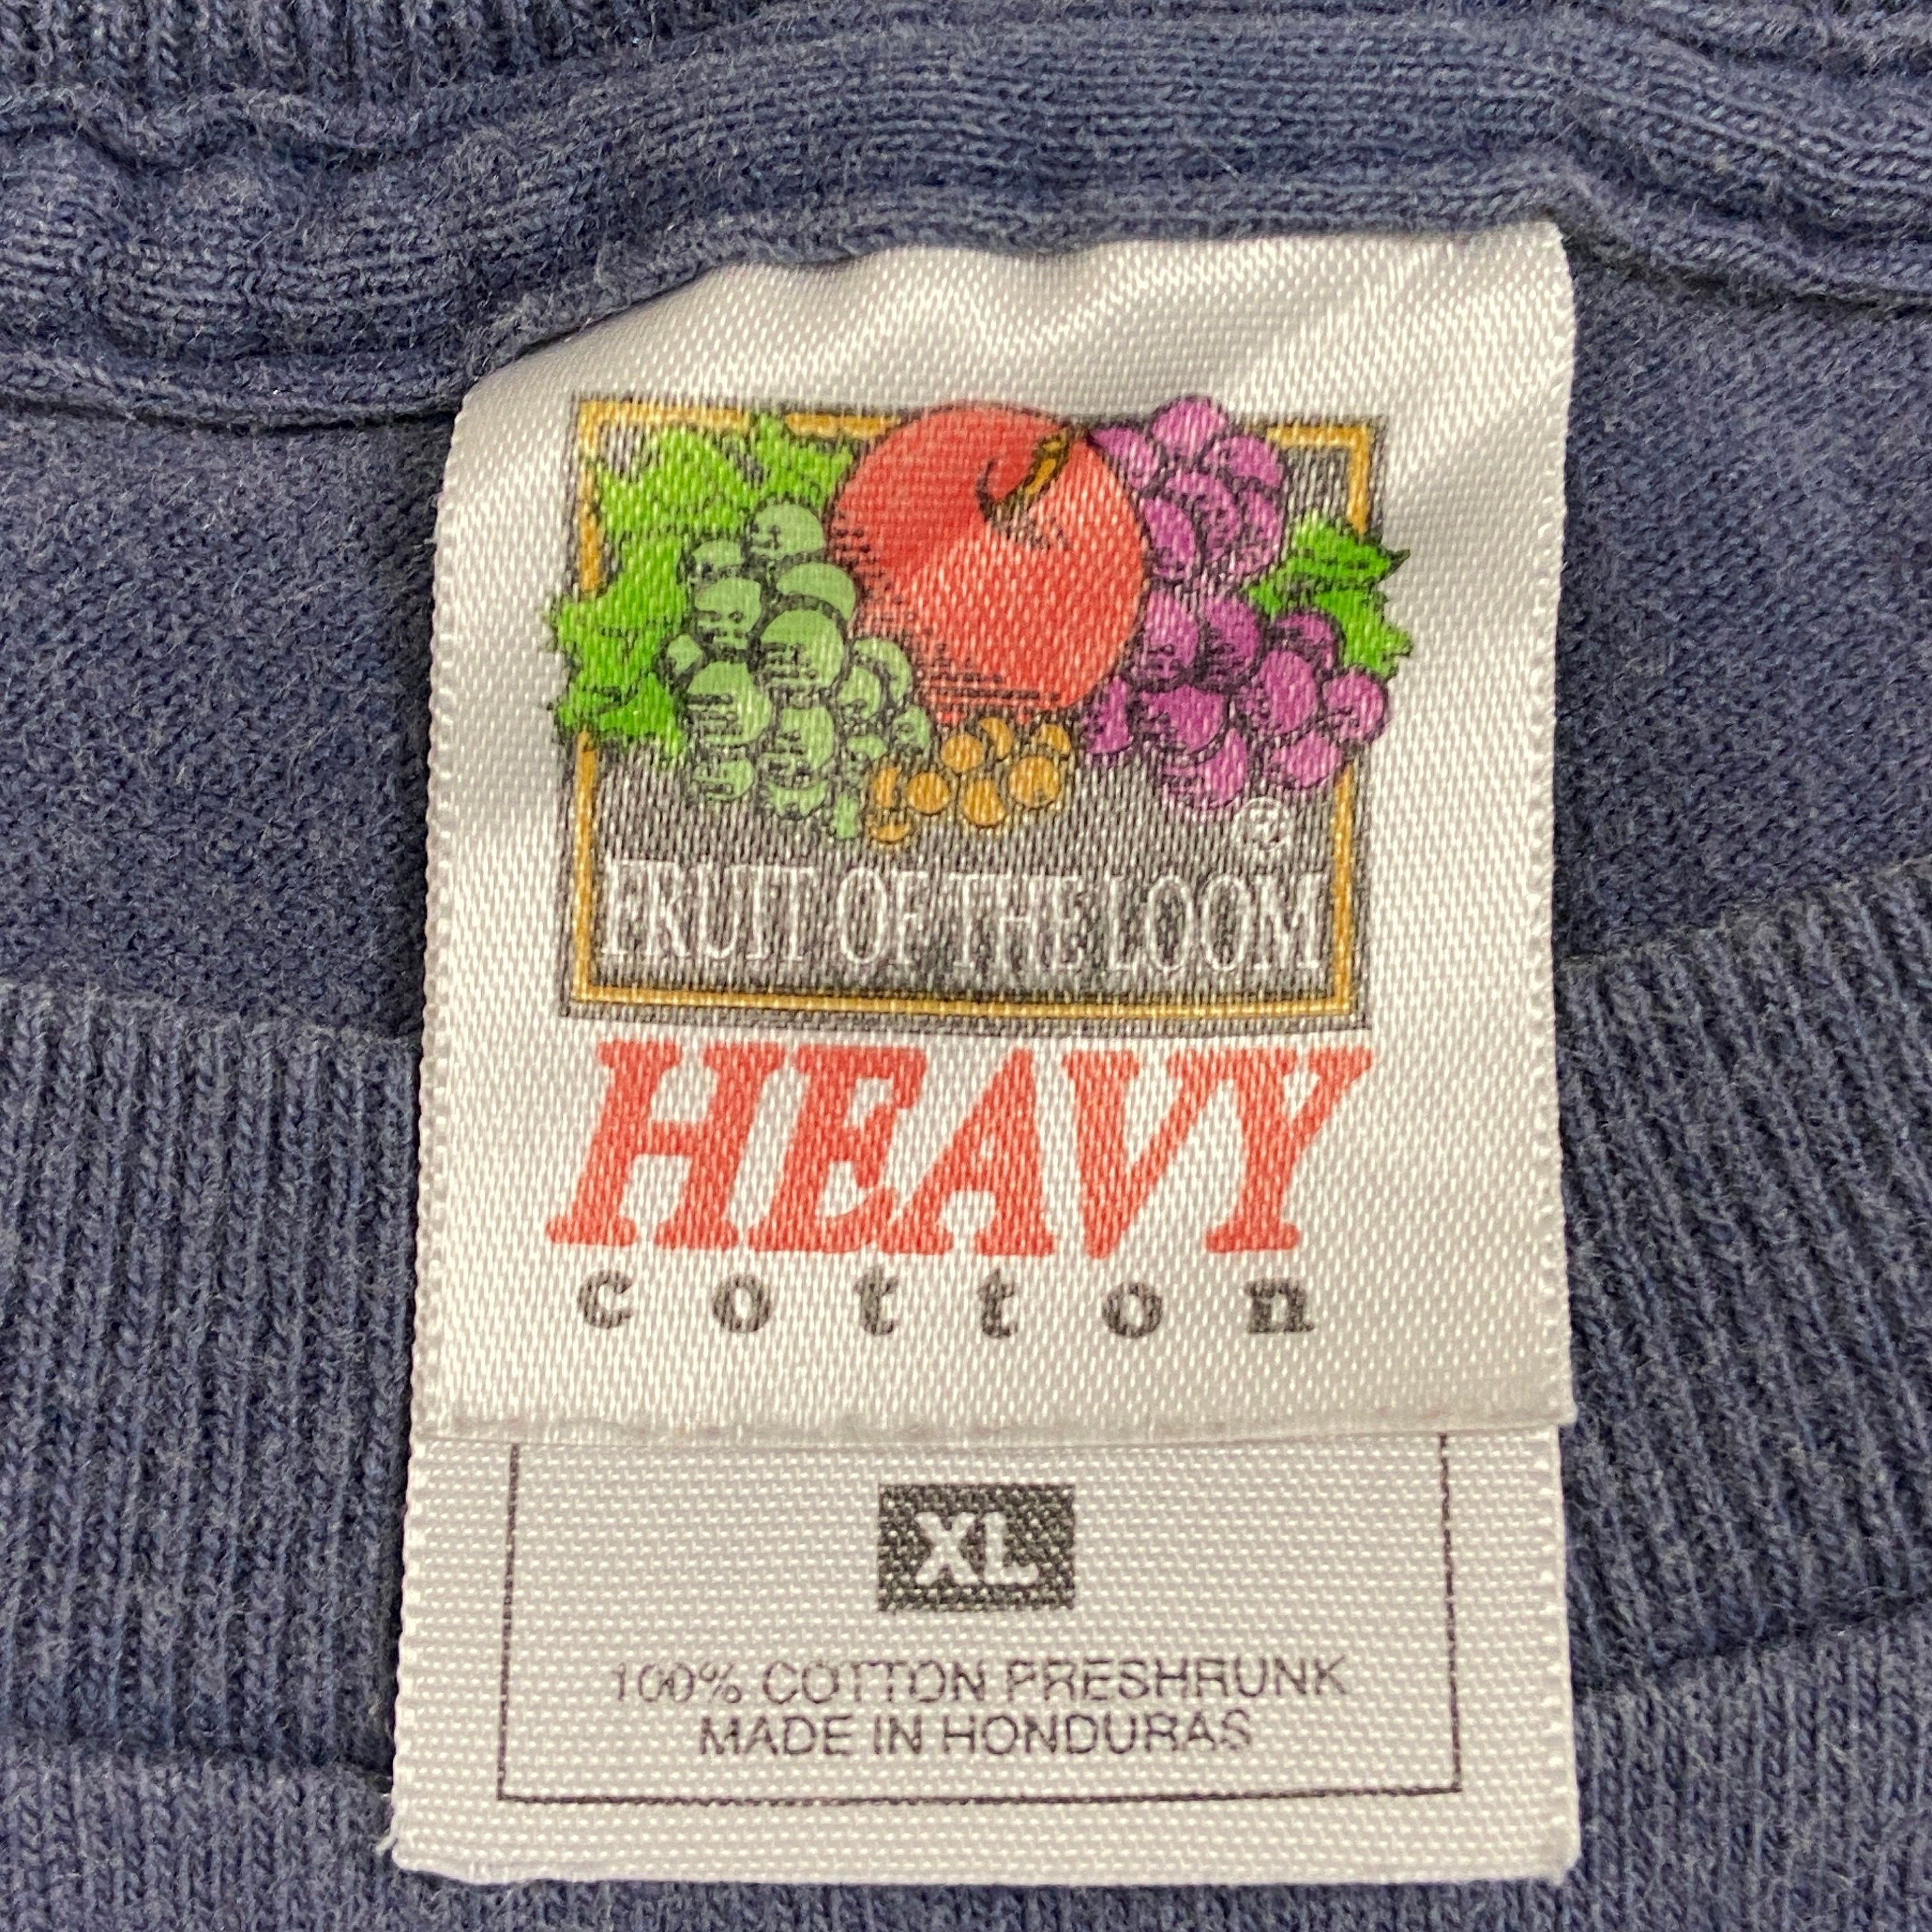 ®
FRUIT OF THE LOOM
HEAVY
cotton
XL
100% COTTON PRESHRUNK
MADE IN HONDURAS